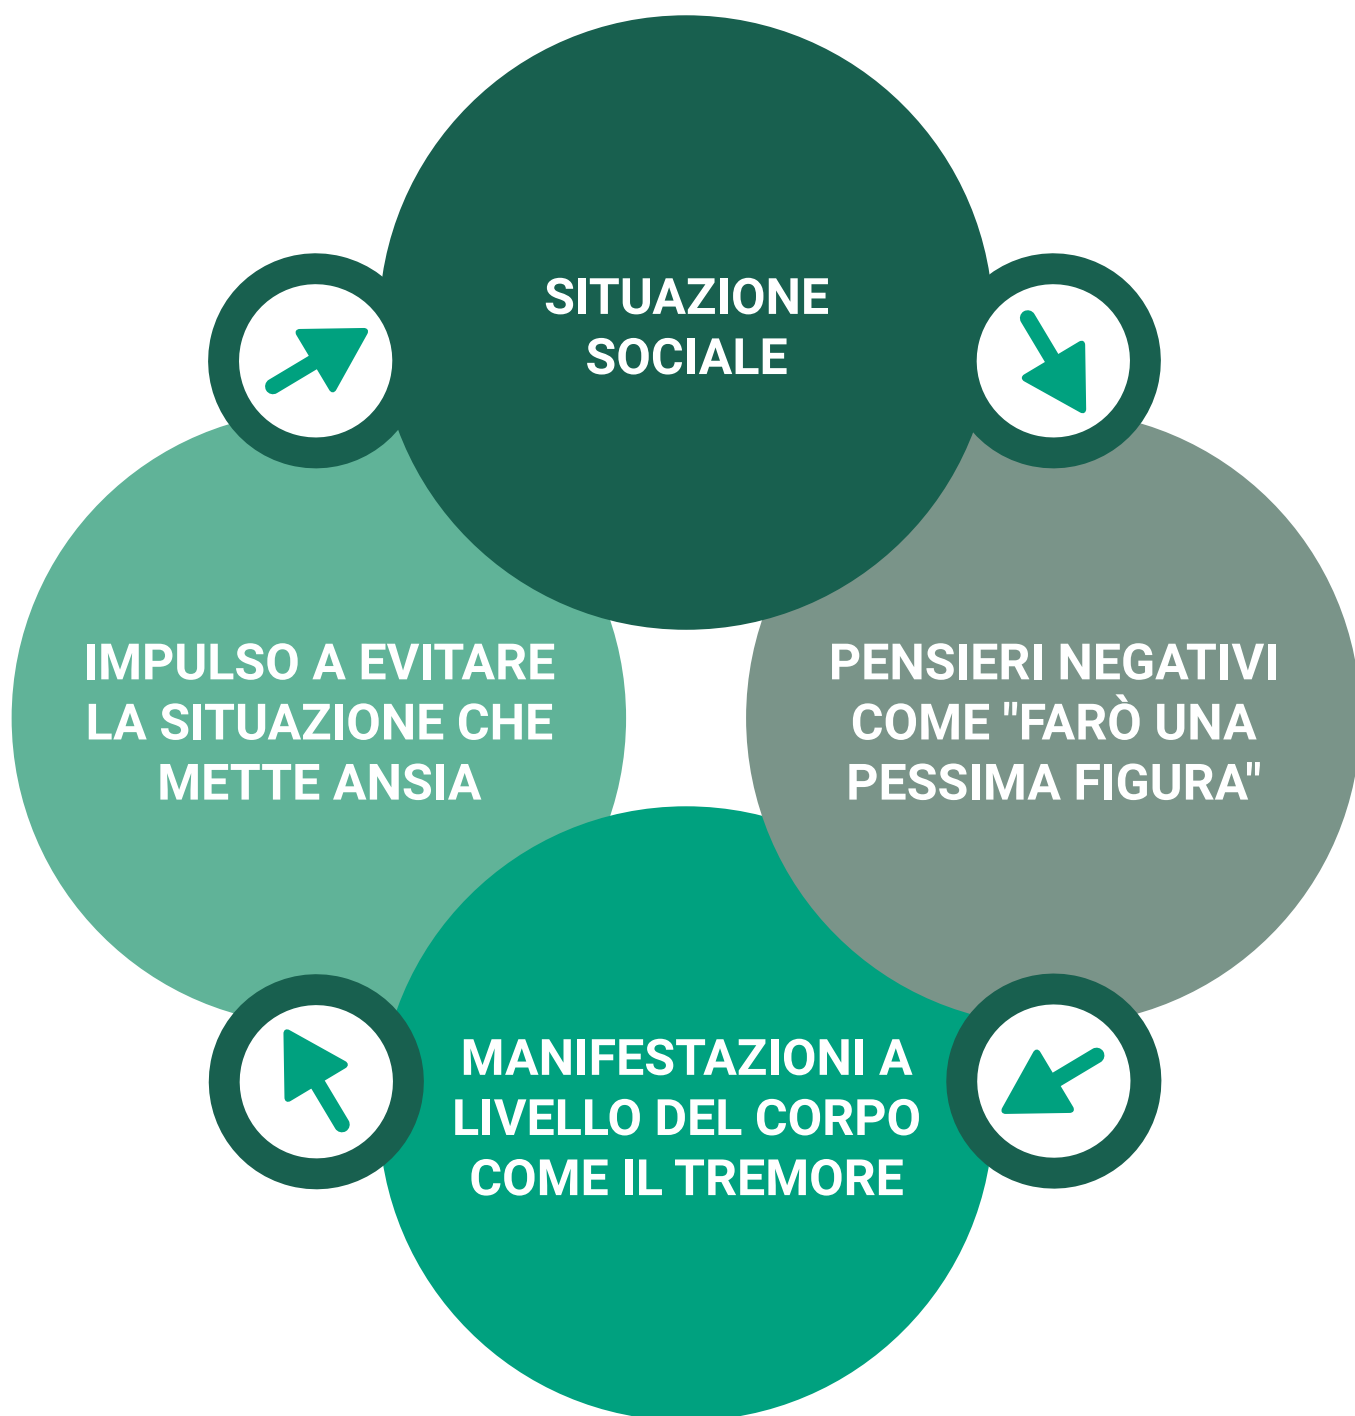 SITUAZIONE
SOCIALE
PENSIERI NEGATIVI
COME "FARÒ UNA
PESSIMA FIGURA"
MANIFESTAZIONI A
LIVELLO DEL CORPO
COME IL TREMORE
IMPULSO A EVITARE
LA SITUAZIONE CHE
METTE ANSIA